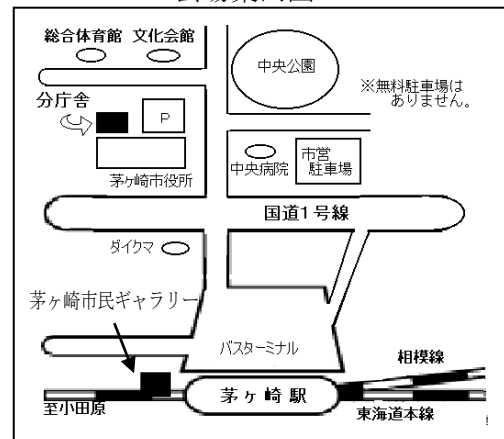 総合体育館 文化会館
中央公園
※無料駐車場は
ありません。
分庁舎
P
茅ヶ崎市役所
中央病院
市営
駐車場
国道1号線
ダイクマ
茅ヶ崎市民ギャラリー
バスターミナル
相模線
茅ヶ崎駅
至小田原
東海道本線